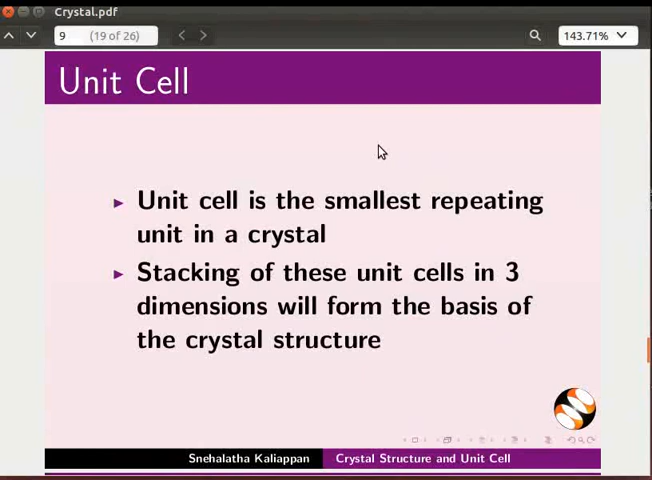 Crystal.pdf
9 (19 of 26) 143.71%
Unit Cell
Unit cell is the smallest repeating
unit in a crystal
Stacking of these unit cells in 3
dimensions will form the basis of
the crystal structure
Snehalatha Kaliappan Crystal Structure and Unit Cell